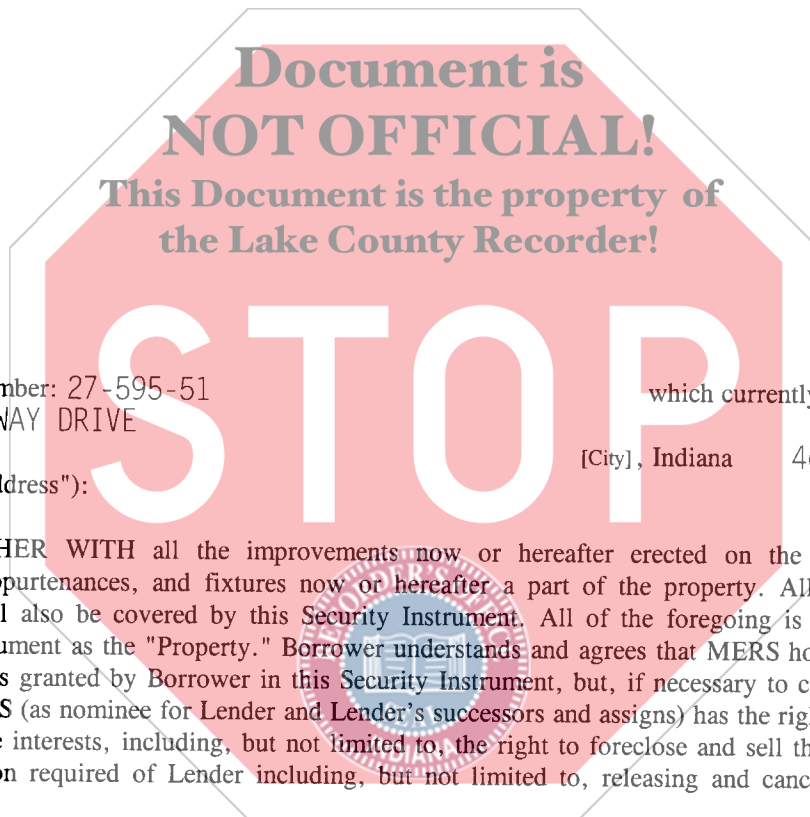 Document is
NOT OFFICIAL!
This Document is the property of
the Lake County Recorder!
STOP
mber: 27-595-51 which currently
WAY DRIVE
[City], Indiana 4
ddress"):
HER WITH all the improvements now or hereafter erected on the
ppurtenances, and fixtures now or hereafter a part of the property. All
l also be covered by this Security Instrument. All of the foregoing is
ument as the "Property." Borrower understands and agrees that MERS ho
s granted by Borrower in this Security Instrument, but, if necessary to c
S (as nominee for Lender and Lender's successors and assigns) has the righ
e interests, including, but not limited to, the right to foreclose and sell th
on required of Lender including, but not limited to, releasing and canc
INDIANA